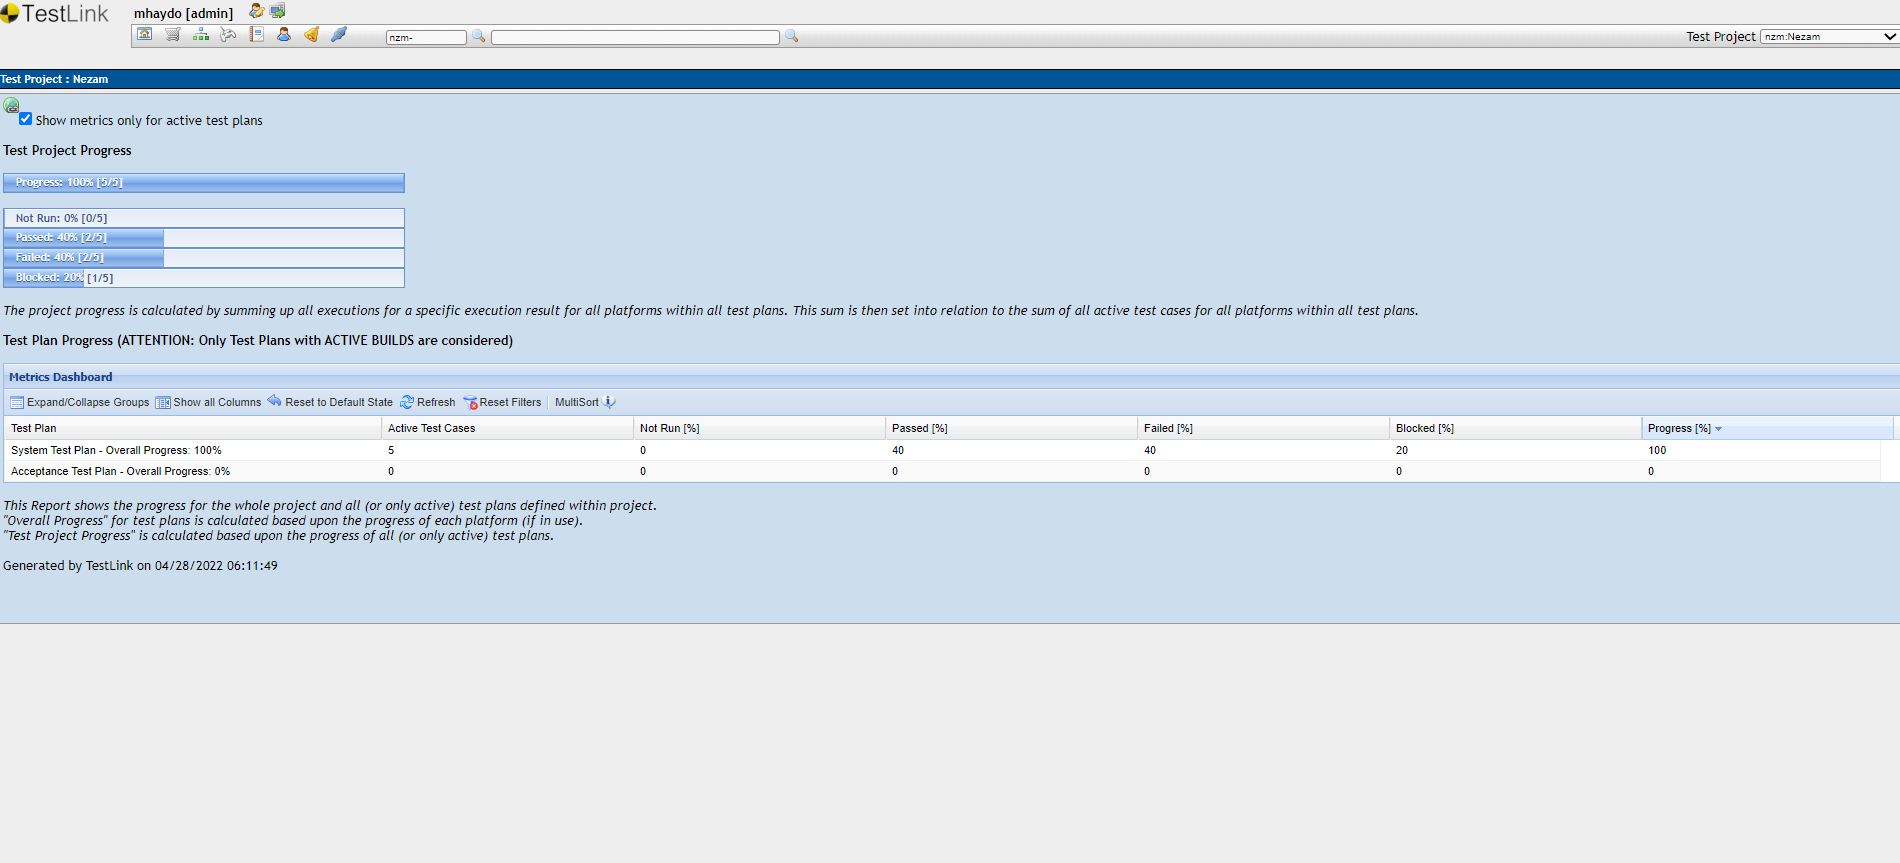 TestLink
mhaydo [admin]
nzm-
Test Project nzm:Nezam
Test Project : Nezam
Show metrics only for active test plans
Test Project Progress
Progress: 100% [5/5]
Not Run: 0% [0/5]
Passed: 40% [2/5]
Failed: 40% [2/5]
Blocked: 20% [1/5]
The project progress is calculated by summing up all executions for a specific execution result for all platforms within all test plans. This sum is then set into relation to the sum of all active test cases for all platforms within all test plans.
Test Plan Progress (ATTENTION: Only Test Plans with ACTIVE BUILDS are considered)
Metrics Dashboard
Expand/Collapse Groups Show all Columns Reset to Default State Refresh Reset Filters MultiSort
Test Plan Active Test Cases Not Run [%] Passed [%] Failed [%] Blocked [%] Progress [%]
System Test Plan - Overall Progress: 100% 5 0 40 40 20 100
Acceptance Test Plan - Overall Progress: 0% 0 0 0 0 0 0
This Report shows the progress for the whole project and all (or only active) test plans defined within project.
"Overall Progress" for test plans is calculated based upon the progress of each platform (if in use).
"Test Project Progress" is calculated based upon the progress of all (or only active) test plans.
Generated by TestLink on 04/28/2022 06:11:49